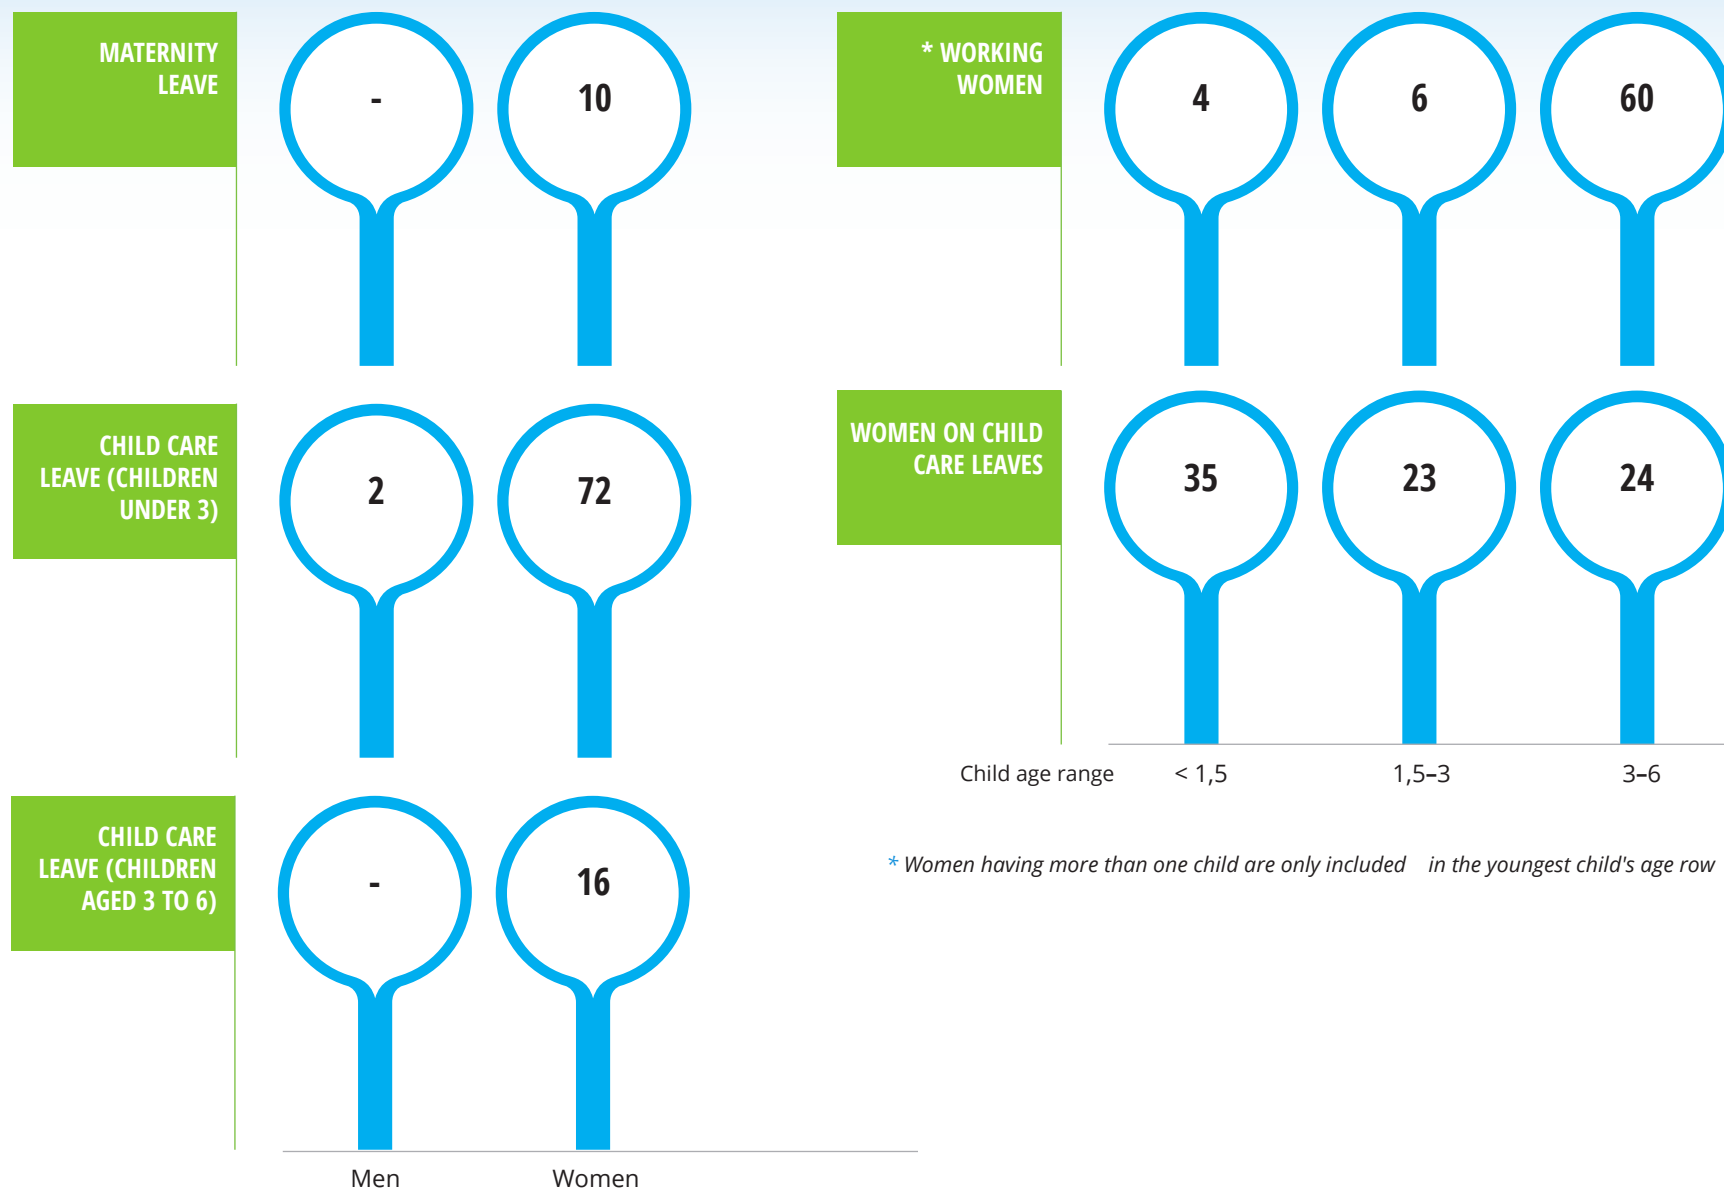 MATERNITY
LEAVE
-
10
CHILD CARE
LEAVE (CHILDREN
UNDER 3)
2
72
CHILD CARE
LEAVE (CHILDREN
AGED 3 TO 6)
-
16
Men
Women
* WORKING
WOMEN
4
6
60
WOMEN ON CHILD
CARE LEAVES
35
23
24
Child age range
< 1,5
1,5–3
3–6
* Women having more than one child are only included in the youngest child's age row